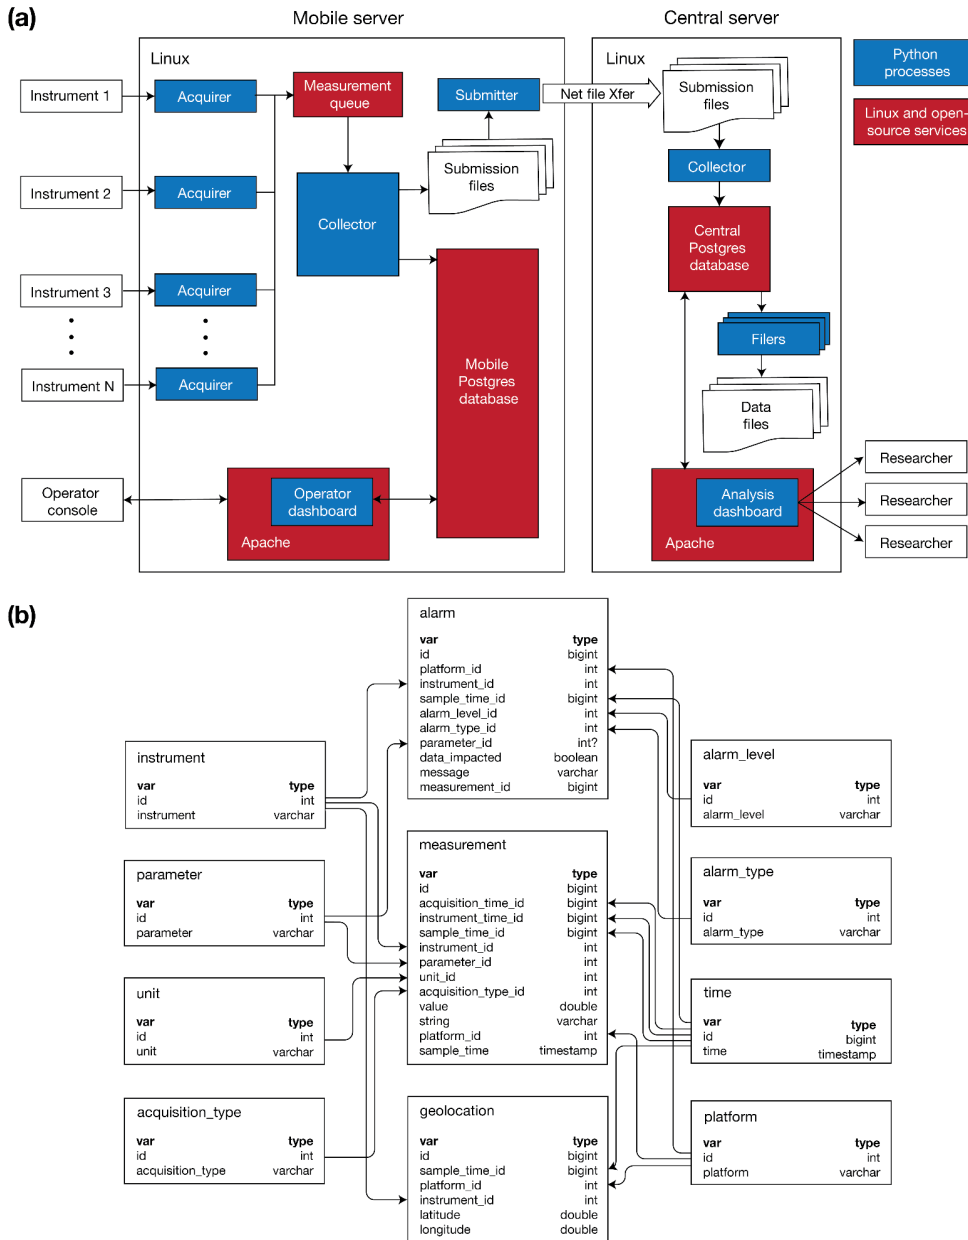 (a)
Mobile server
Central server
Linux
Linux
Python
processes
Linux and open-
source services
Instrument 1
Acquirer
Measurement
queue
Submitter
Net file Xfer
Submission
files
Instrument 2
Acquirer
Submission
files
Collector
Collector
Central
Postgres
database
Instrument 3
Acquirer
Filers
Instrument N
Acquirer
Mobile
Postgres
database
Data
files
Operator
console
Operator
dashboard
Apache
Analysis
dashboard
Apache
Researcher
Researcher
Researcher
(b)
alarm
var type
id bigint
platform_id int
instrument_id int
sample_time_id bigint
alarm_level_id int
alarm_type_id int
parameter_id int?
data_impacted boolean
message varchar
measurement_id bigint
instrument
var type
id int
instrument varchar
alarm_level
var type
id int
alarm_level varchar
parameter
var type
id int
parameter varchar
measurement
var type
id bigint
acquisition_time_id bigint
instrument_time_id bigint
sample_time_id bigint
instrument_id int
parameter_id int
unit_id int
acquisition_type_id int
value double
string varchar
platform_id int
sample_time timestamp
alarm_type
var type
id int
alarm_type varchar
unit
var type
id int
unit varchar
time
var type
id bigint
time timestamp
acquisition_type
var type
id int
acquisition_type varchar
geolocation
var type
id bigint
sample_time_id bigint
platform_id int
instrument_id int
latitude double
longitude double
platform
var type
id int
platform varchar